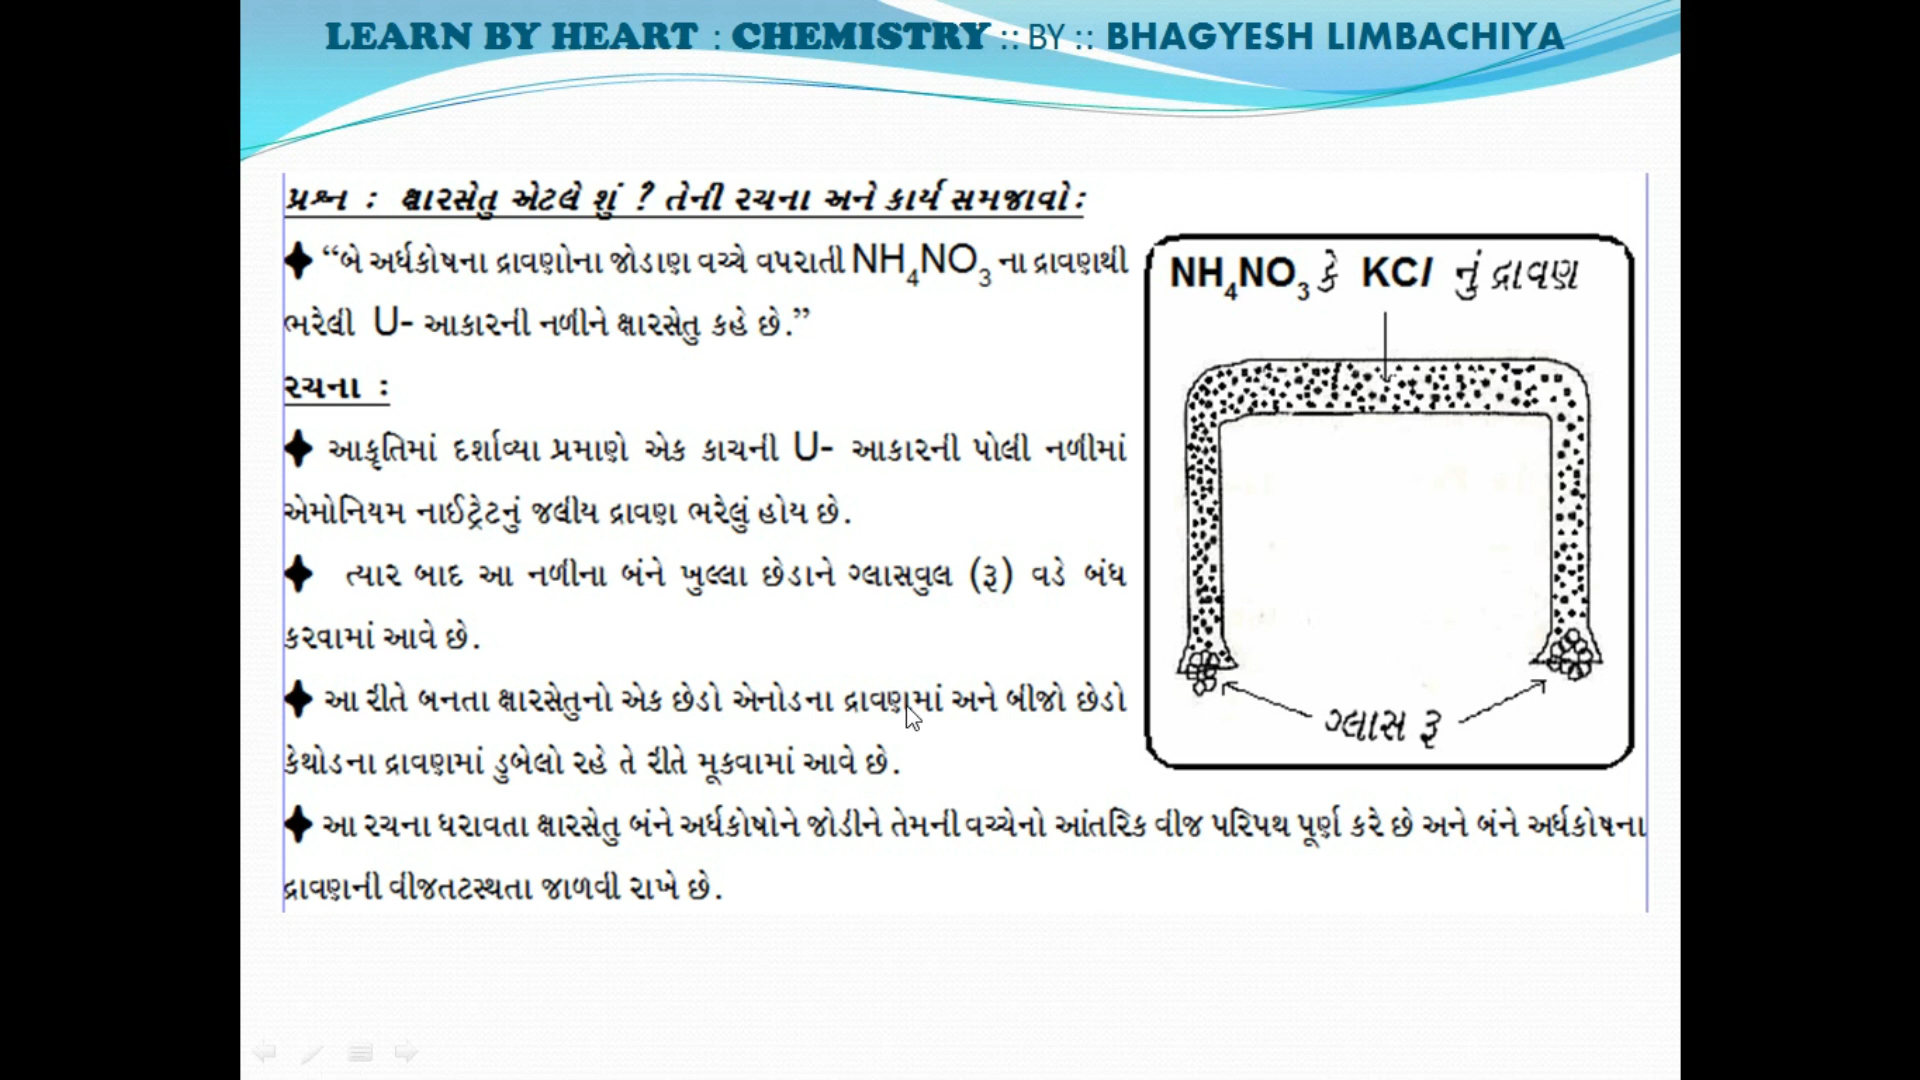 LEARN BY HEART : CHEMISTRY :: BY :: BHAGYESH LIMBACHIYA
પ્રશ્ન : ક્ષારસેતુ એટલે શું ? તેની રચના અને કાર્ય સમજાવો:
✦ “બે અર્ધકોષના દ્રાવણોના જોડાણ વચ્ચે વપરાતી NH₄NO₃ ના દ્રાવણથી
ભરેલી U- આકારની નળીને ક્ષારસેતુ કહે છે.”
રચના :
✦ આકૃતિમાં દર્શાવ્યા પ્રમાણે એક કાચની U- આકારની પોલી નળીમાં
એમોનિયમ નાઈટ્રેટનું જલીય દ્રાવણ ભરેલું હોય છે.
✦ ત્યાર બાદ આ નળીના બંને ખુલ્લા છેડાને ગ્લાસવુલ (રૂ) વડે બંધ
કરવામાં આવે છે.
✦ આ રીતે બનતા ક્ષારસેતુનો એક છેડો એનોડના દ્રાવણમાં અને બીજો છેડો
કેથોડના દ્રાવણમાં ડુબેલો રહે તે રીતે મૂકવામાં આવે છે.
✦ આ રચના ધરાવતા ક્ષારસેતુ બંને અર્ધકોષોને જોડીને તેમની વચ્ચેનો આંતરિક વીજ પરિપથ પૂર્ણ કરે છે અને બંને અર્ધકોષના
દ્રાવણની વીજતટસ્થતા જાળવી રાખે છે.
NH₄NO₃ કે KCl નું દ્રાવણ
ગ્લાસ રૂ